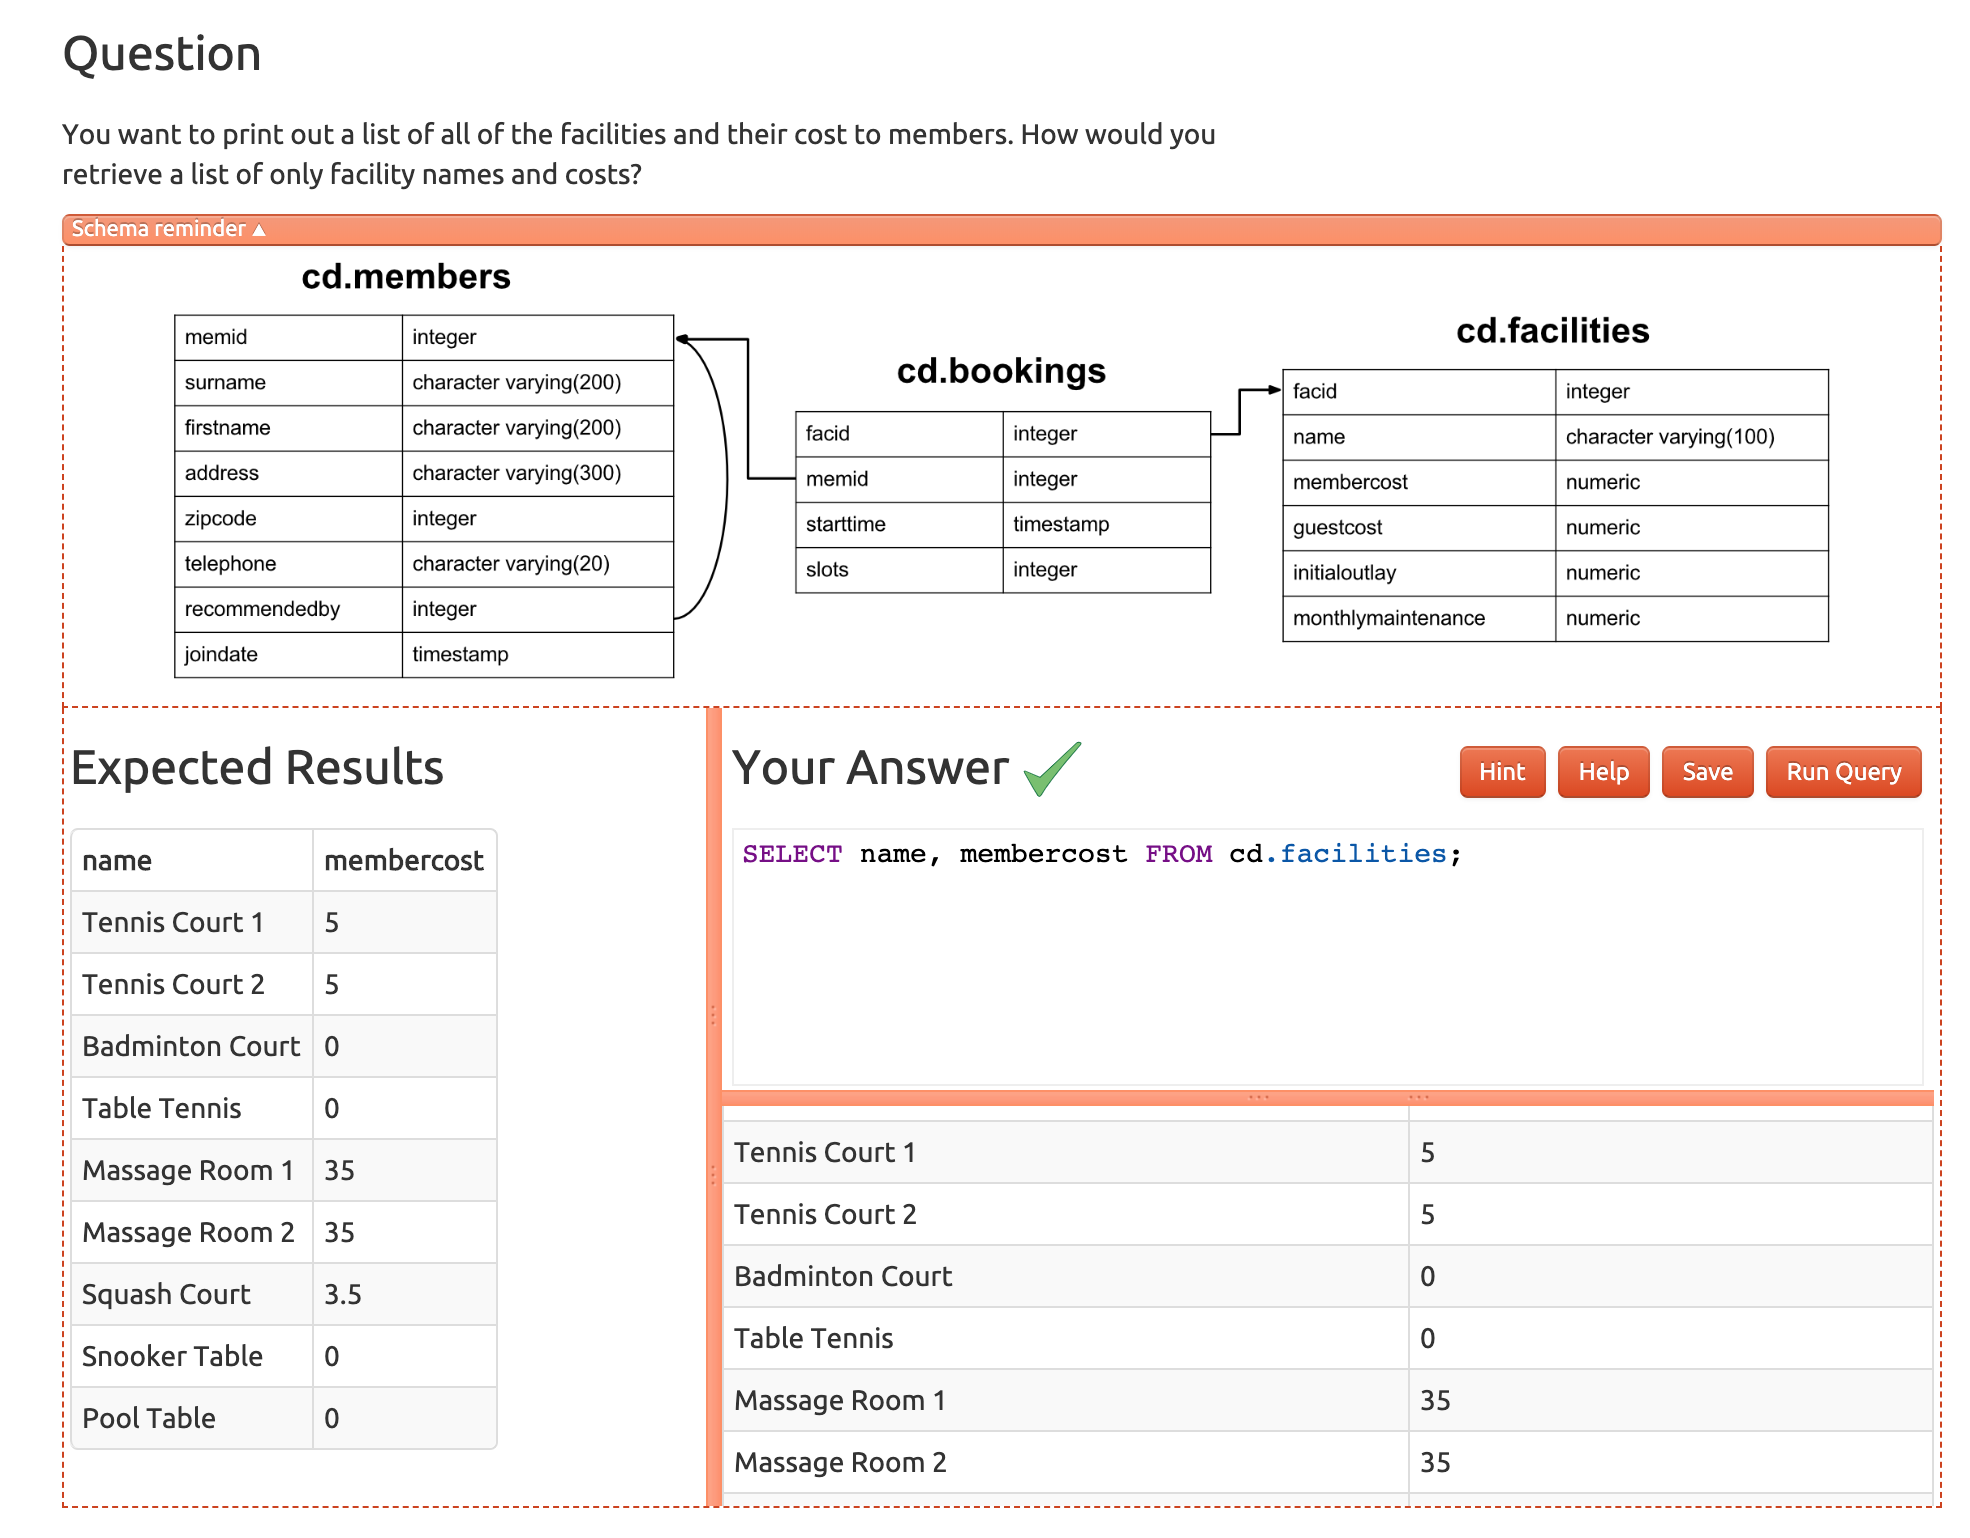 Question
You want to print out a list of all of the facilities and their cost to members. How would you
retrieve a list of only facility names and costs?
Schema reminder ▲
cd.members
memid integer
surname character varying(200)
firstname character varying(200)
address character varying(300)
zipcode integer
telephone character varying(20)
recommendedby integer
joindate timestamp
cd.bookings
facid integer
memid integer
starttime timestamp
slots integer
cd.facilities
facid integer
name character varying(100)
membercost numeric
guestcost numeric
initialoutlay numeric
monthlymaintenance numeric
Expected Results
name membercost
Tennis Court 1 5
Tennis Court 2 5
Badminton Court 0
Table Tennis 0
Massage Room 1 35
Massage Room 2 35
Squash Court 3.5
Snooker Table 0
Pool Table 0
Your Answer
Hint Help Save Run Query
SELECT name, membercost FROM cd.facilities;
Tennis Court 1 5
Tennis Court 2 5
Badminton Court 0
Table Tennis 0
Massage Room 1 35
Massage Room 2 35